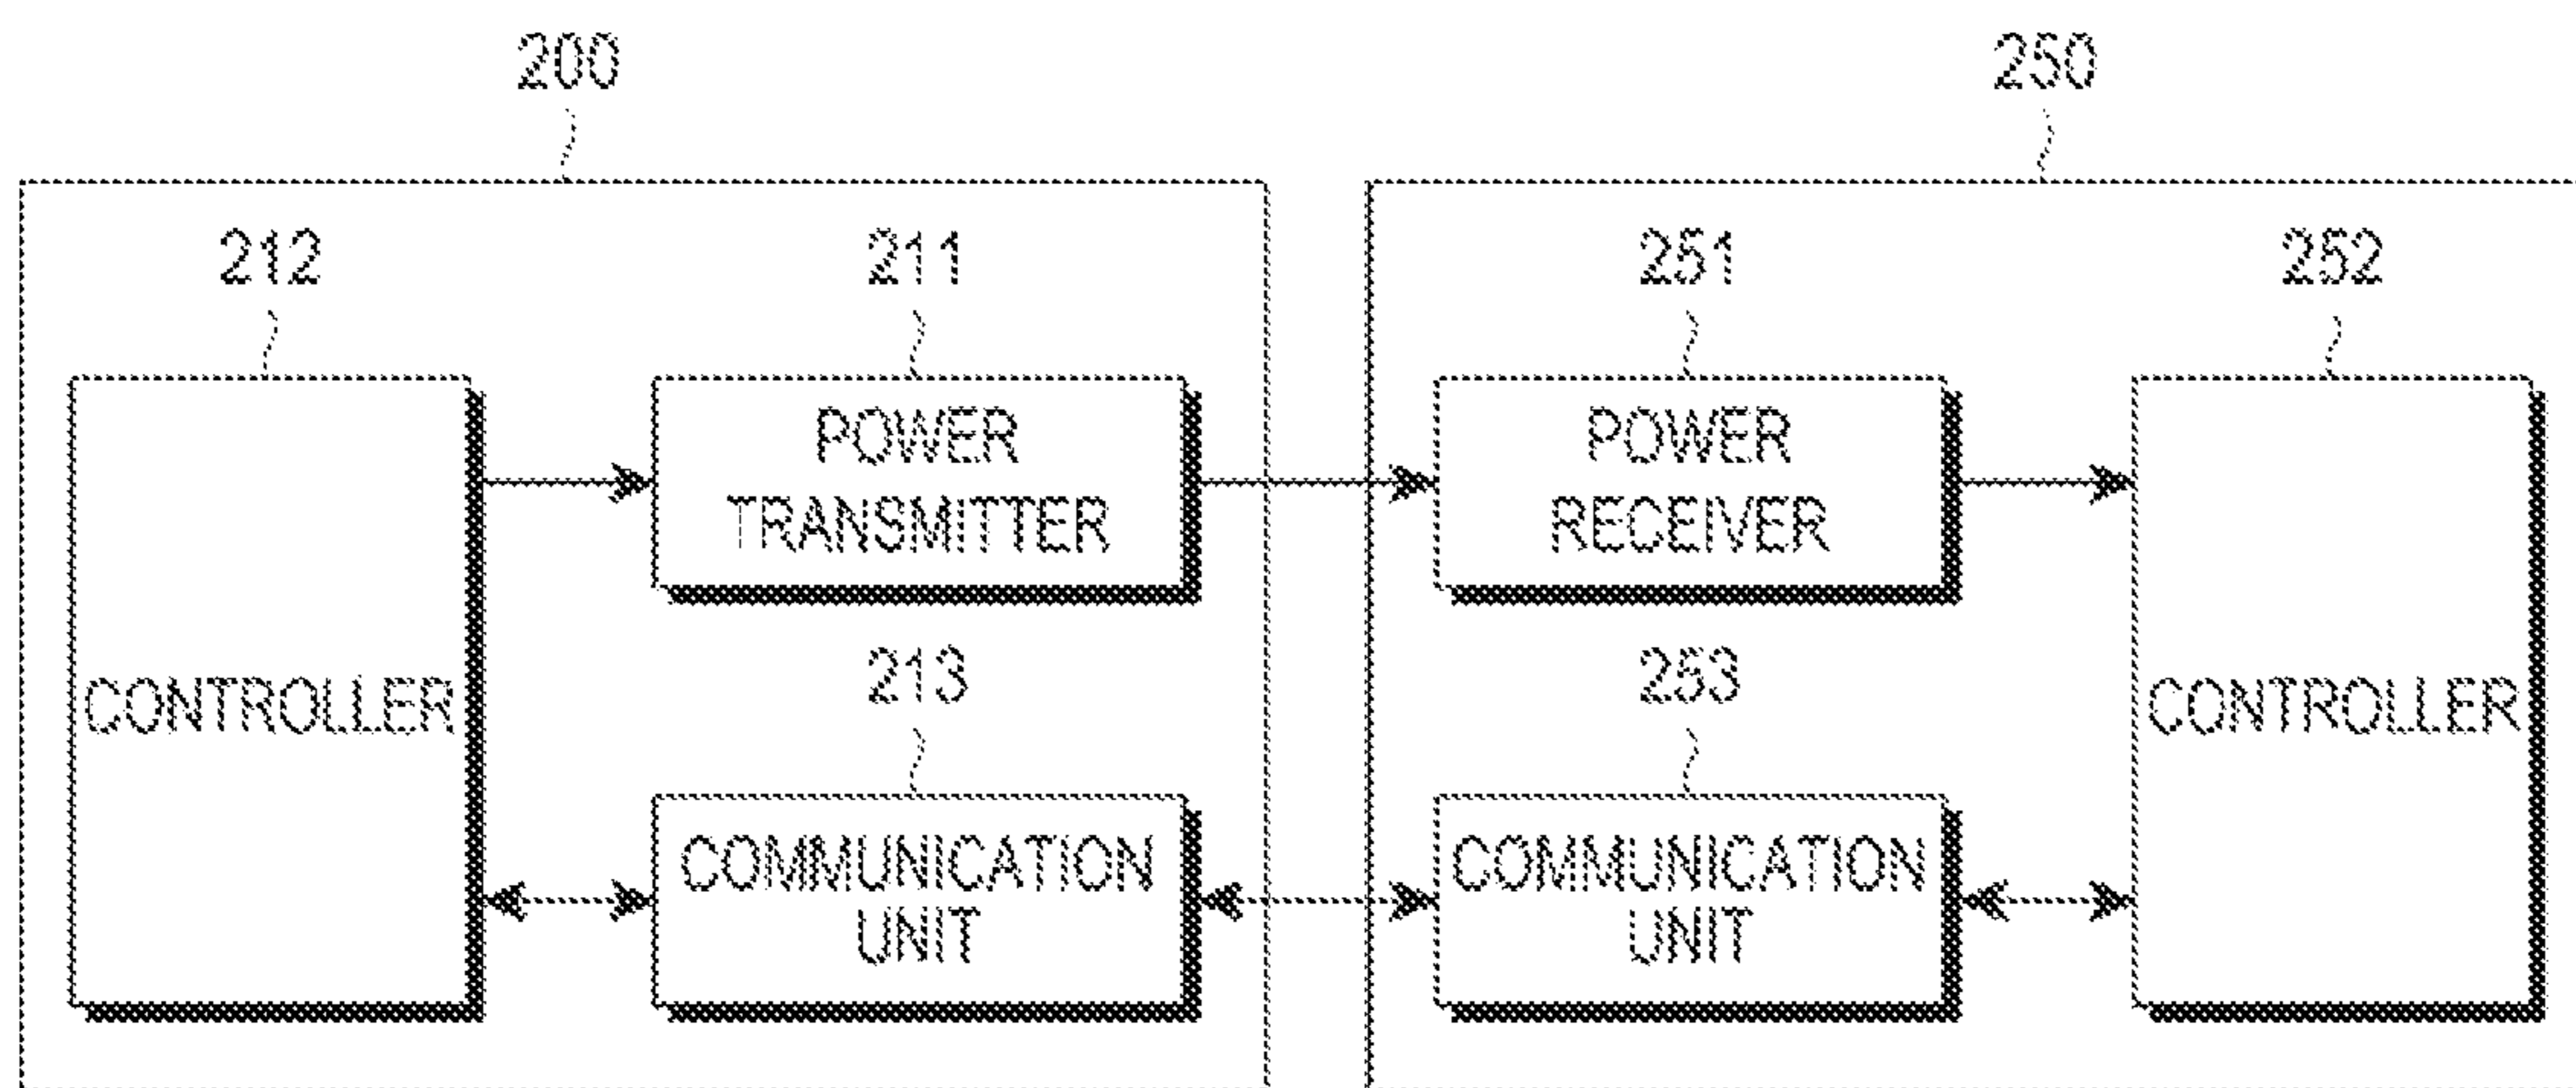 200
250
212
211
251
252
POWER
TRANSMITTER
POWER
RECEIVER
213
253
CONTROLLER
CONTROLLER
COMMUNICATION
UNIT
COMMUNICATION
UNIT